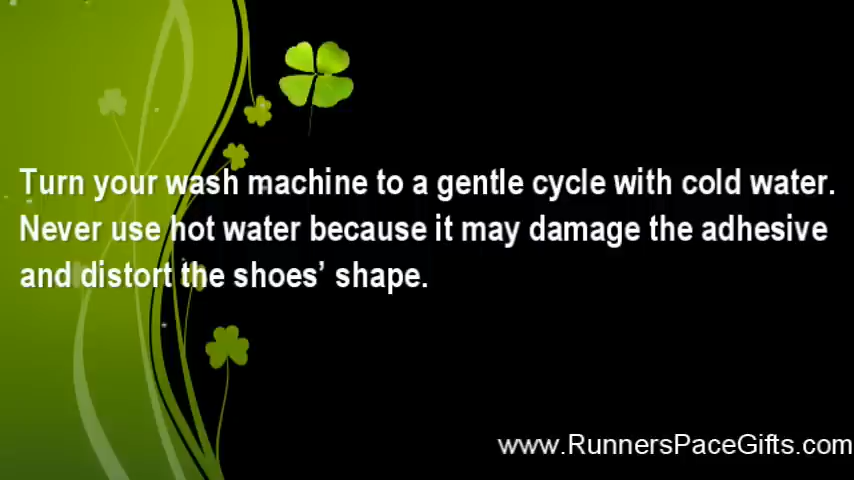 Turn your wash machine to a gentle cycle with cold water.
Never use hot water because it may damage the adhesive
and distort the shoes’ shape.
www.RunnersPaceGifts.com